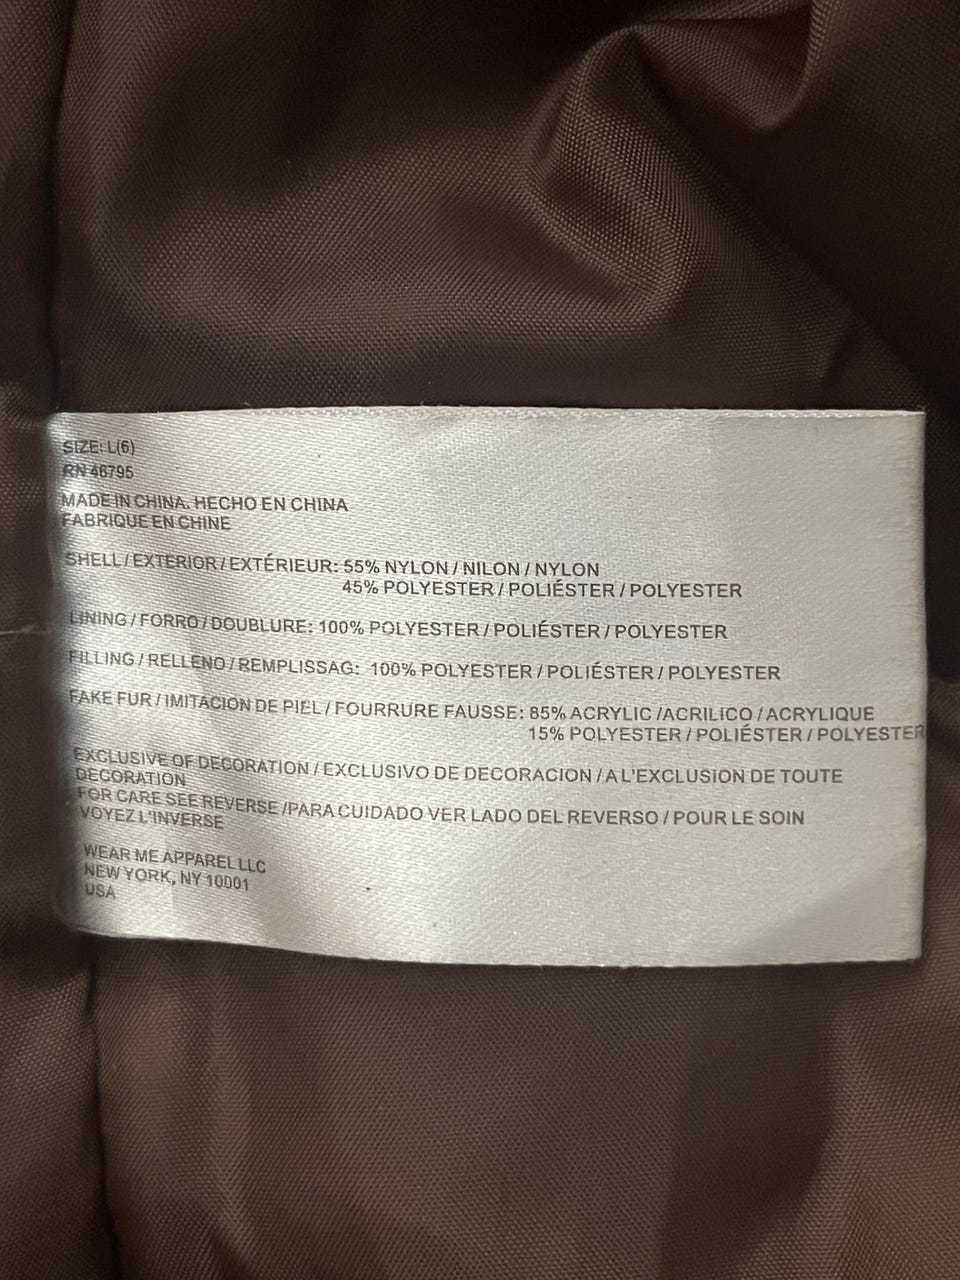 SIZE: L(6)
RN 46795
MADE IN CHINA. HECHO EN CHINA
FABRIQUE EN CHINE
SHELL / EXTERIOR / EXTÉRIEUR: 55% NYLON / NILON / NYLON
45% POLYESTER / POLIÉSTER / POLYESTER
LINING / FORRO / DOUBLURE: 100% POLYESTER / POLIÉSTER / POLYESTER
FILLING / RELLENO / REMPLISSAG: 100% POLYESTER / POLIÉSTER / POLYESTER
FAKE FUR / IMITACION DE PIEL / FOURRURE FAUSSE: 85% ACRYLIC /ACRILICO / ACRYLIQUE
15% POLYESTER / POLIÉSTER / POLYESTER
EXCLUSIVE OF DECORATION / EXCLUSIVO DE DECORACION / A L'EXCLUSION DE TOUTE
DECORATION
FOR CARE SEE REVERSE /PARA CUIDADO VER LADO DEL REVERSO / POUR LE SOIN
VOYEZ L'INVERSE
WEAR ME APPAREL LLC
NEW YORK, NY 10001
USA